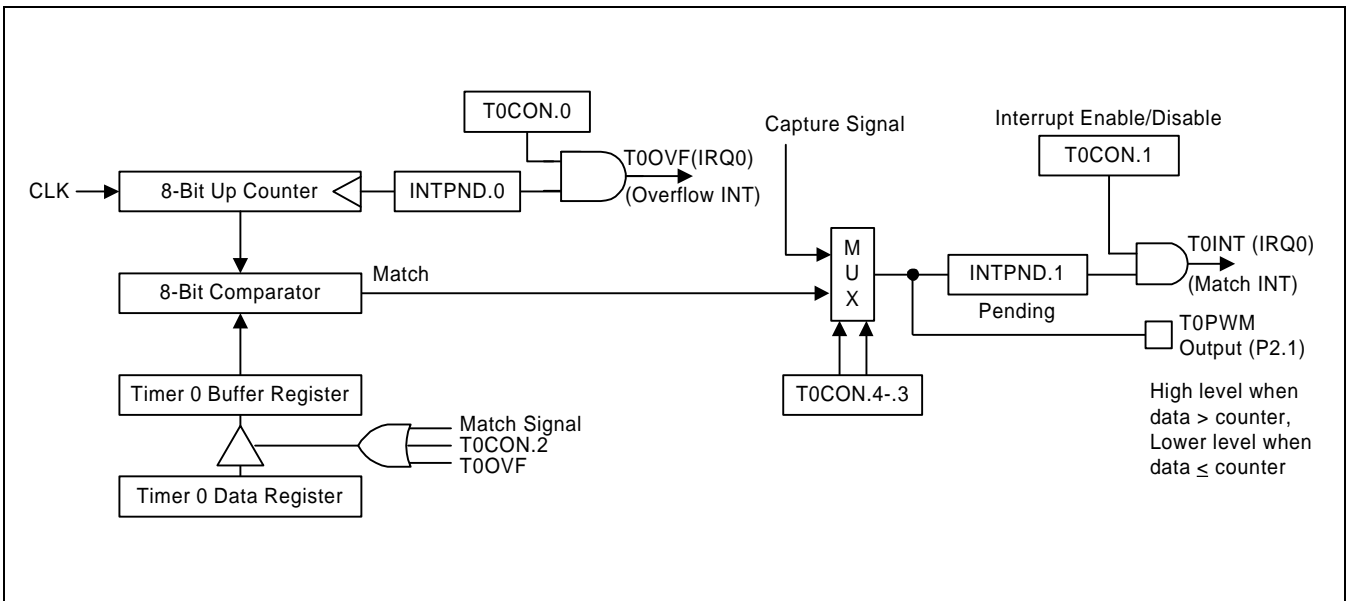 T0CON.0
Capture Signal
Interrupt Enable/Disable
T0CON.1
T0OVF(IRQ0)
(Overflow INT)
CLK
8-Bit Up Counter
INTPND.0
M
U
X
T0INT (IRQ0)
(Match INT)
INTPND.1
Pending
Match
8-Bit Comparator
T0PWM
Output (P2.1)
Timer 0 Buffer Register
T0CON.4-.3
High level when
data > counter,
Lower level when
data ≤ counter
Match Signal
T0CON.2
T0OVF
Timer 0 Data Register